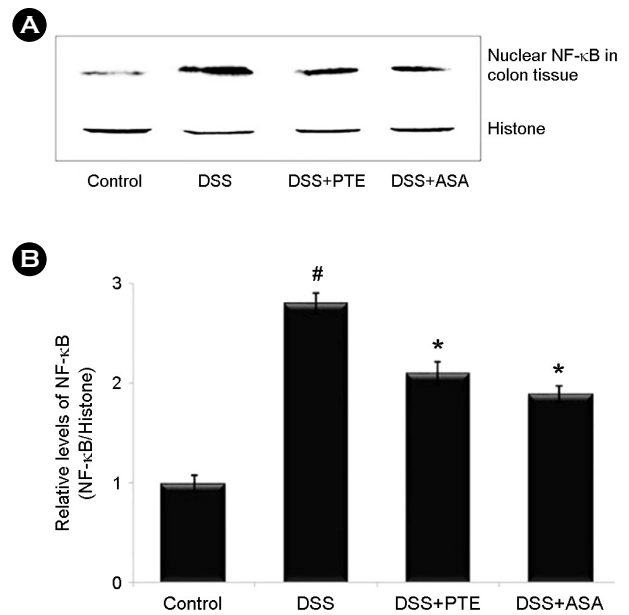 A
Nuclear NF-κB in
colon tissue
Histone
Control DSS DSS+PTE DSS+ASA
B
Relative levels of NF-κB
(NF-κB/Histone)
3
2
1
0
#
*
*
Control DSS DSS+PTE DSS+ASA